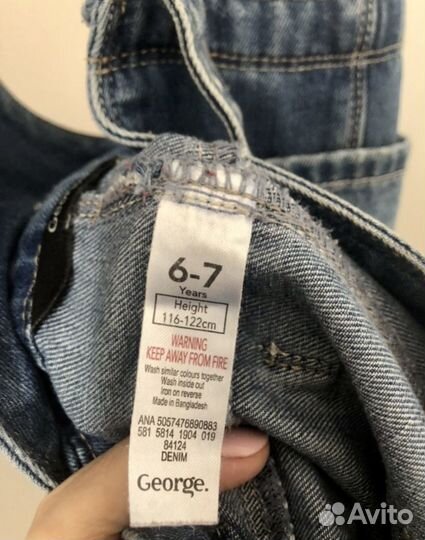 6-7
Years
Height
116-122cm
WARNING
KEEP AWAY FROM FIRE
Wash similar colours together
Wash inside out
Iron on reverse
Made in Bangladesh
ANA 5057476890883
581 5814 1904 019
84124
DENIM
George.
Avito